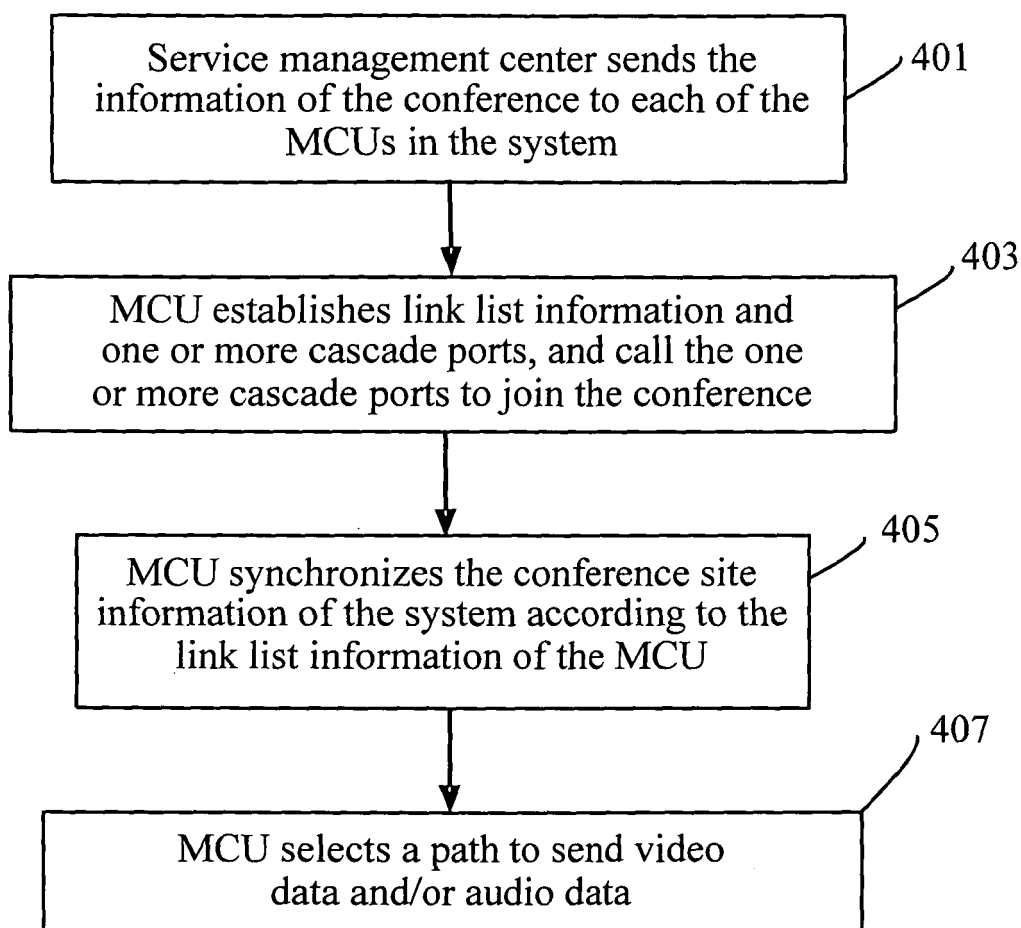 Service management center sends the
information of the conference to each of the
MCUs in the system
401
MCU establishes link list information and
one or more cascade ports, and call the one
or more cascade ports to join the conference
403
MCU synchronizes the conference site
information of the system according to the
link list information of the MCU
405
MCU selects a path to send video
data and/or audio data
407